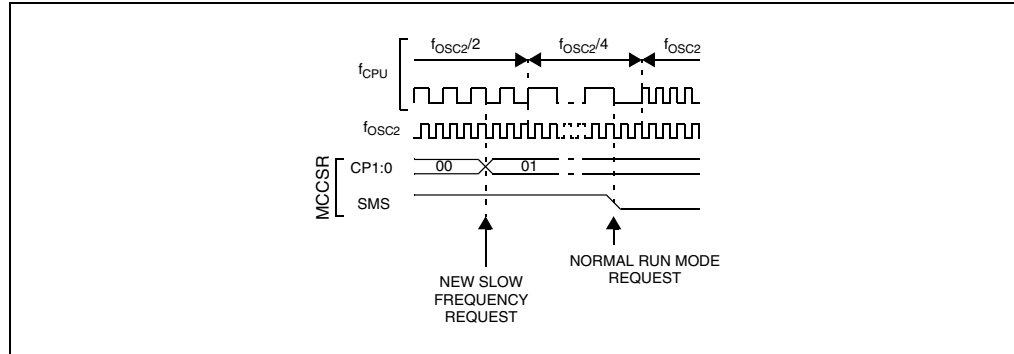 fOSC2/2 fOSC2/4 fOSC2
fCPU
fOSC2
MCCSR
CP1:0 00 01
SMS
NEW SLOW
FREQUENCY
REQUEST
NORMAL RUN MODE
REQUEST